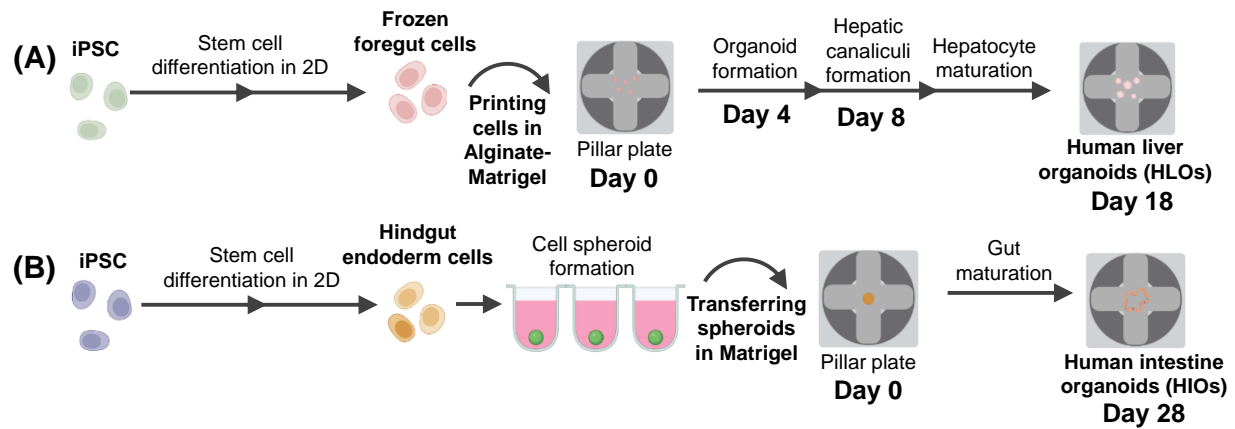 (A)
iPSC
Stem cell
differentiation in 2D
Frozen
foregut cells
Printing
cells in
Alginate-
Matrigel
Pillar plate
Day 0
Organoid
formation
Day 4
Hepatic
canaliculi
formation
Day 8
Hepatocyte
maturation
Human liver
organoids (HLOs)
Day 18
(B)
iPSC
Stem cell
differentiation in 2D
Hindgut
endoderm cells
Cell spheroid
formation
Transferring
spheroids
in Matrigel
Pillar plate
Day 0
Gut
maturation
Human intestine
organoids (HIOs)
Day 28